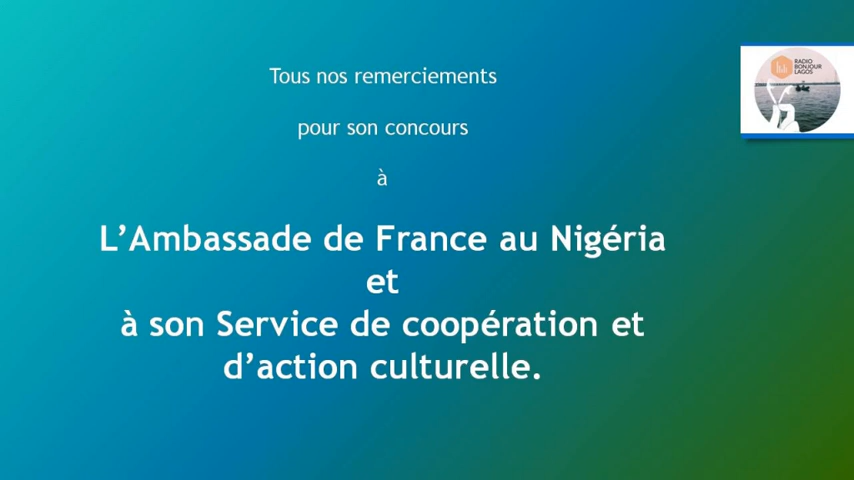 Tous nos remerciements
pour son concours
à
L’Ambassade de France au Nigéria
et
à son Service de coopération et
d’action culturelle.
RADIO
BONJOUR
LAGOS